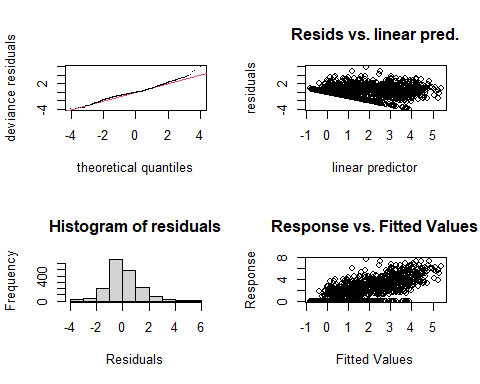 deviance residuals
-4 2
-4 -2 0 2 4
theoretical quantiles
Resids vs. linear pred.
residuals
-4 2
-1 0 1 2 3 4 5
linear predictor
Histogram of residuals
Frequency
0 400
-4 -2 0 2 4 6
Residuals
Response vs. Fitted Values
Response
0 4 8
-1 0 1 2 3 4 5
Fitted Values